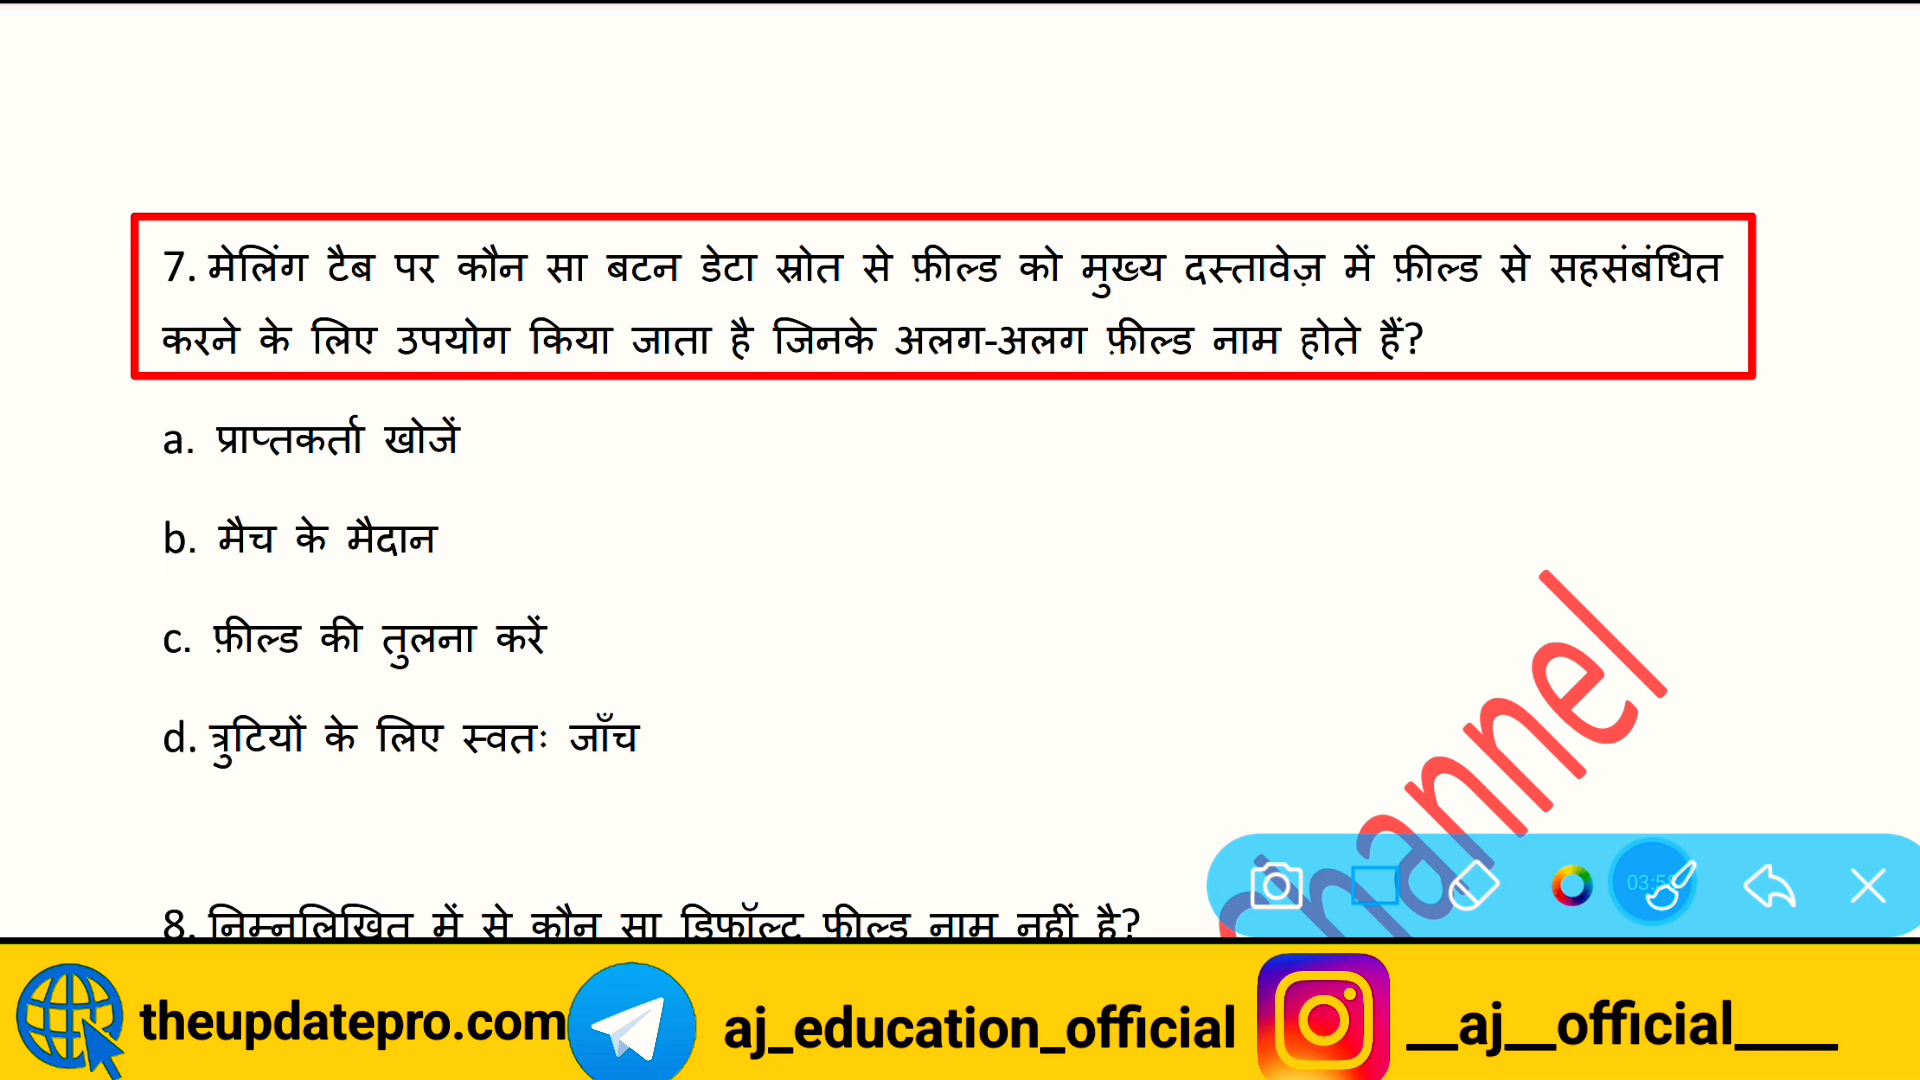 7. मेलिंग टैब पर कौन सा बटन डेटा स्रोत से फ़ील्ड को मुख्य दस्तावेज़ में फ़ील्ड से सहसंबंधित
करने के लिए उपयोग किया जाता है जिनके अलग-अलग फ़ील्ड नाम होते हैं?
a. प्राप्तकर्ता खोजें
b. मैच के मैदान
c. फ़ील्ड की तुलना करें
d. त्रुटियों के लिए स्वतः जाँच
8. निम्नलिखित में से कौन सा डिफॉल्ट फील्ड नाम नहीं है?
channel
theupdatepro.com
aj_education_official
__aj__official____